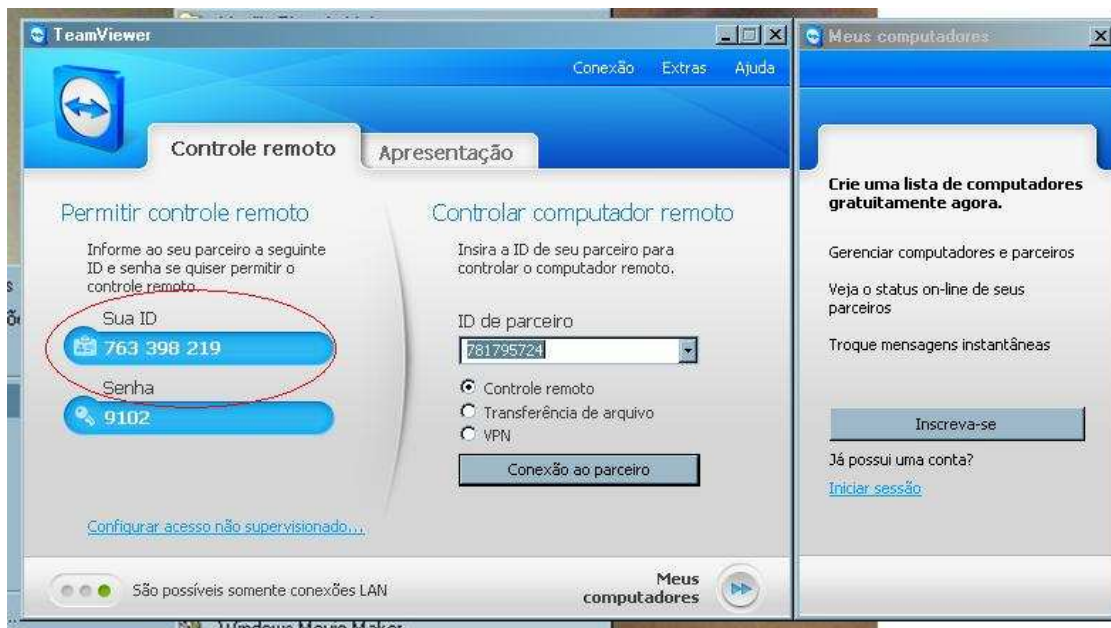 TeamViewer
Conexão Extras Ajuda
Controle remoto
Apresentação
Permitir controle remoto
Informe ao seu parceiro a seguinte
ID e senha se quiser permitir o
controle remoto.
Sua ID
763 398 219
Senha
9102
Configurar acesso não supervisionado...
Controlar computador remoto
Insira a ID de seu parceiro para
controlar o computador remoto.
ID de parceiro
781795724
Controle remoto
Transferência de arquivo
VPN
Conexão ao parceiro
São possíveis somente conexões LAN
Meus
computadores
Meus computadores
Crie uma lista de computadores
gratuitamente agora.
Gerenciar computadores e parceiros
Veja o status on-line de seus
parceiros
Troque mensagens instantâneas
Inscreva-se
Já possui uma conta?
Iniciar sessão